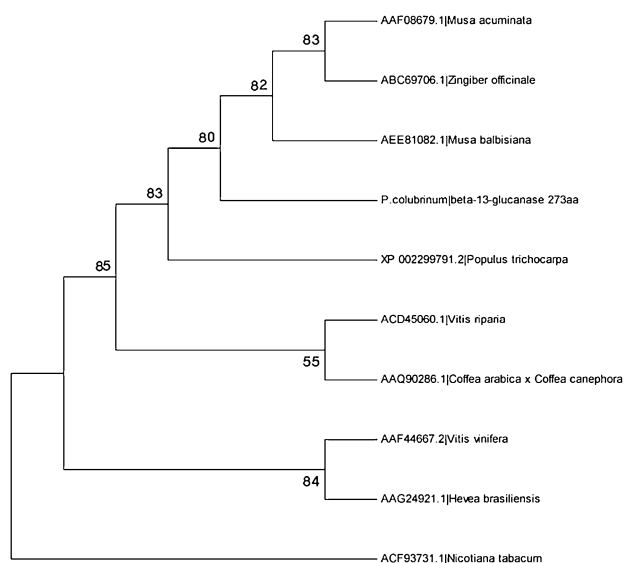 AAF08679.1|Musa acuminata
83
ABC69706.1|Zingiber officinale
82
AEE81082.1|Musa balbisiana
80
P.colubrinum|beta-13-glucanase 273aa
83
XP 002299791.2|Populus trichocarpa
85
ACD45060.1|Vitis riparia
55
AAQ90286.1|Coffea arabica x Coffea canephora
AAF44667.2|Vitis vinifera
84
AAG24921.1|Hevea brasiliensis
ACF93731.1|Nicotiana tabacum